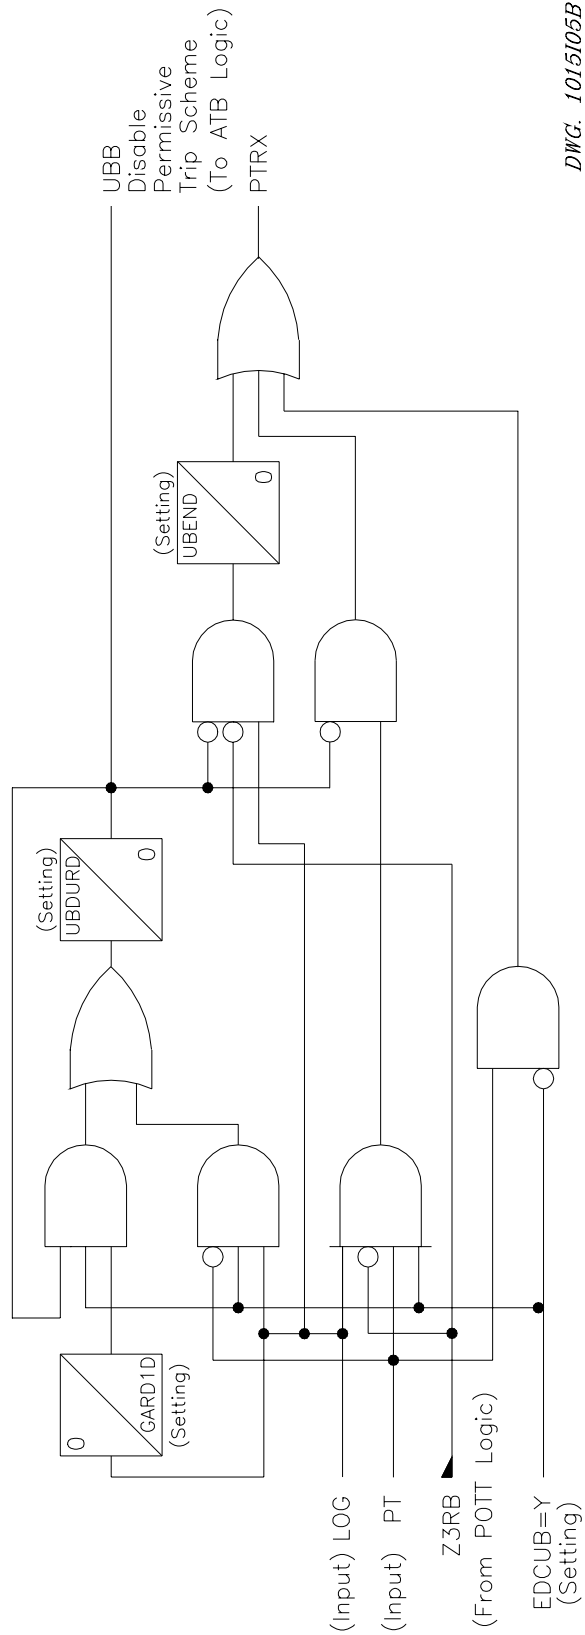 0
GARD1D
(Setting)
(Setting)
UBDURD
0
(Setting)
UBEND
0
UBB
Disable
Permissive
Trip Scheme
(To ATB Logic)
PTRX
(Input) LOG
(Input) PT
Z3RB
(From POTT Logic)
EDCUB=Y
(Setting)
DWG. 1015I05B